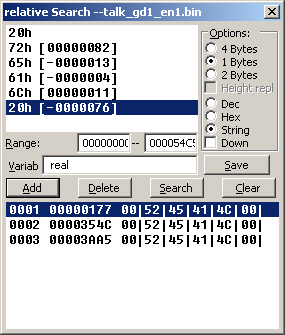 relative Search --talk_gd1_en1.bin
20h
72h [00000082]
65h [-0000013]
61h [-0000004]
6Ch [00000011]
20h [-0000076]
Options:
4 Bytes
1 Bytes
2 Bytes
Height repl
Dec
Hex
String
Down
Range: 00000000 -- 000054C5
Variab real Save
Add Delete Search Clear
0001 00000177 00|52|45|41|4C|00|
0002 0000354C 00|52|45|41|4C|00|
0003 00003AA5 00|52|45|41|4C|00|